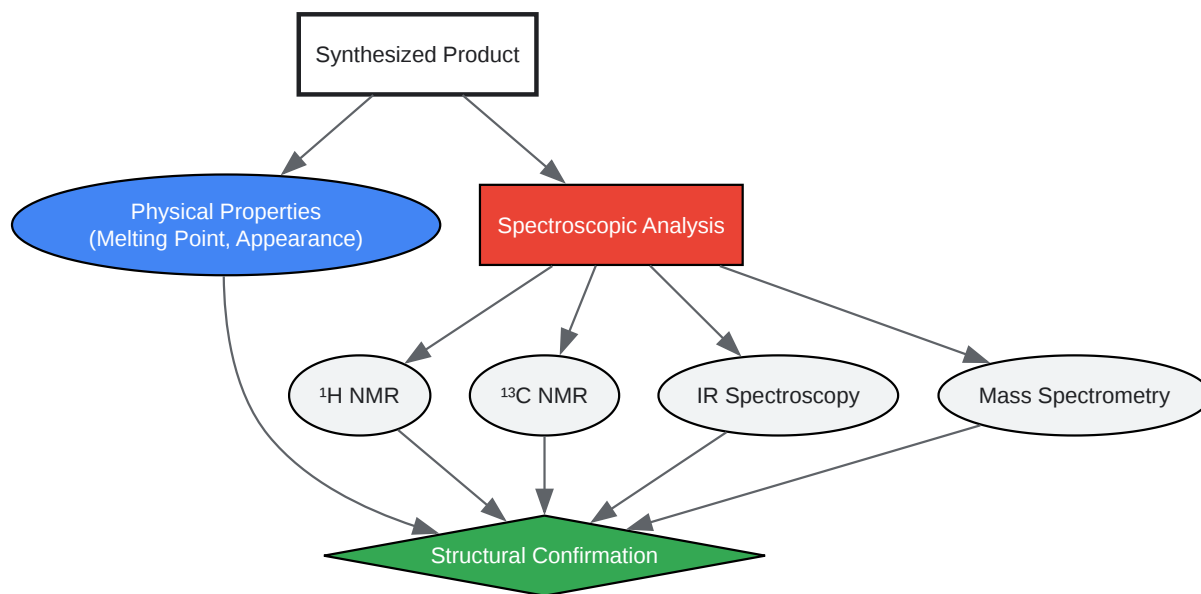 Synthesized Product
Physical Properties
(Melting Point, Appearance)
Spectroscopic Analysis
¹H NMR
¹³C NMR
IR Spectroscopy
Mass Spectrometry
Structural Confirmation